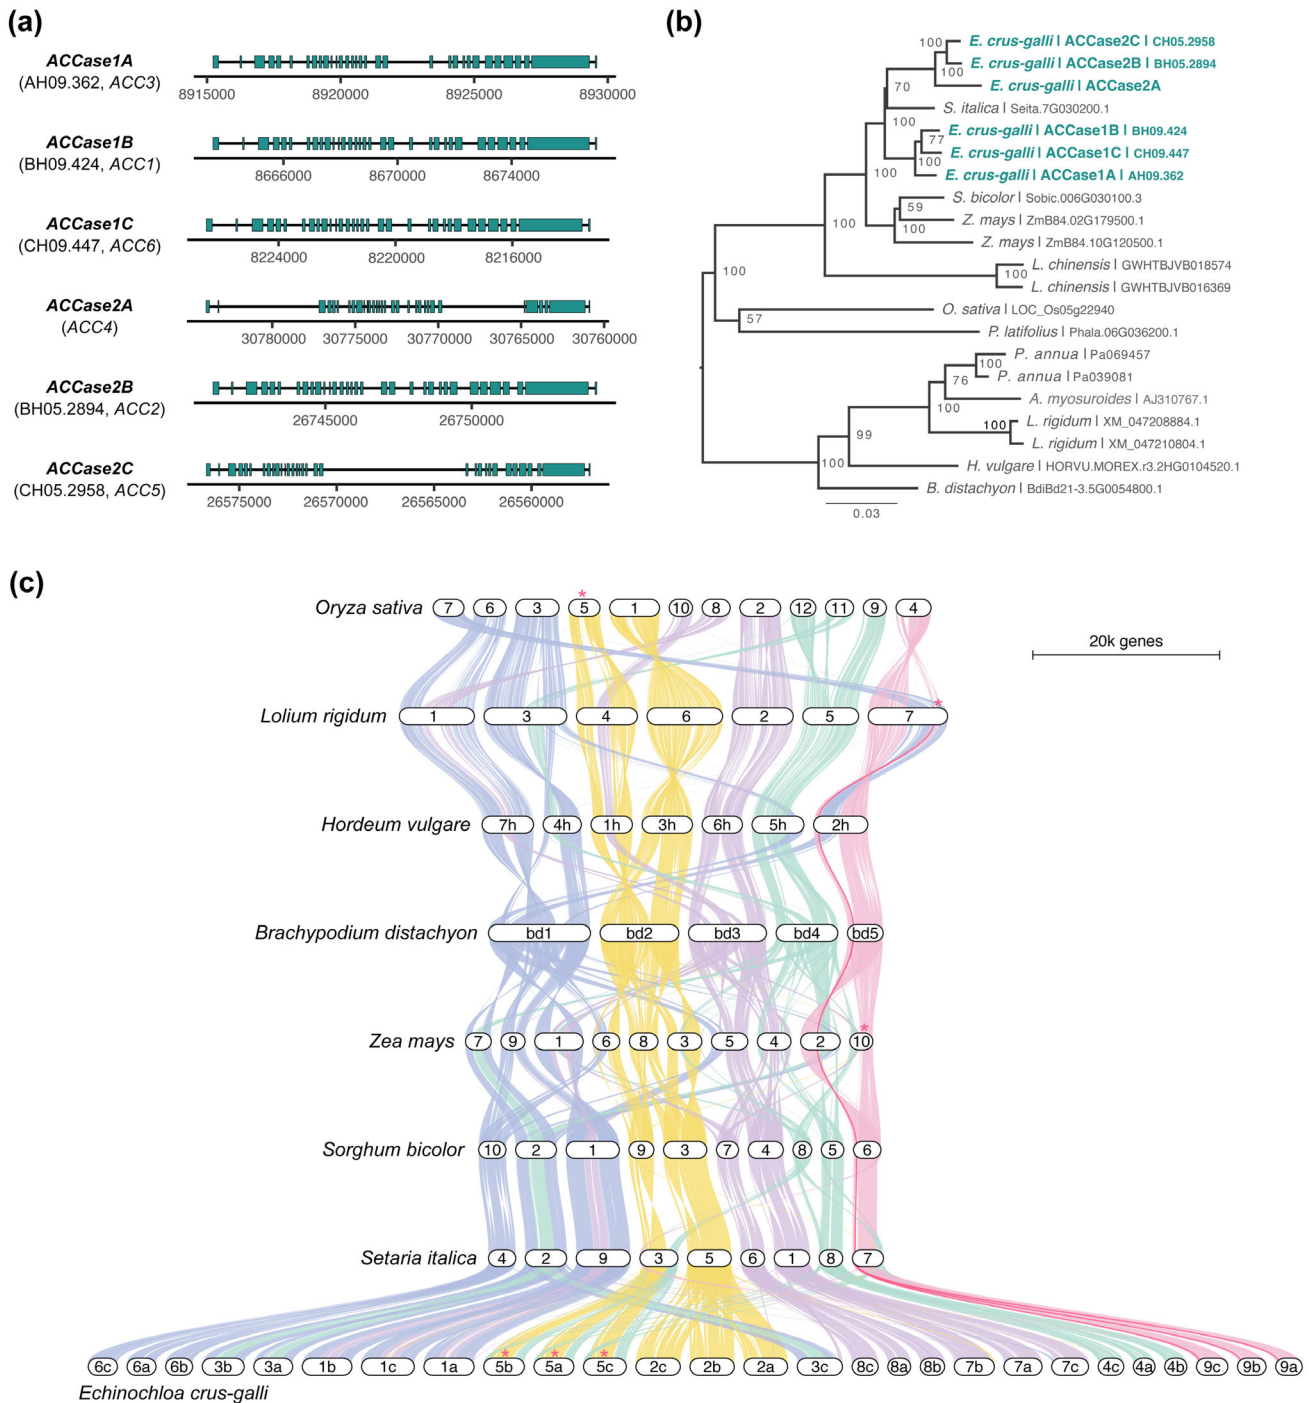 (a)
ACCase1A
(AH09.362, ACC3)
8915000 8920000 8925000 8930000
ACCase1B
(BH09.424, ACC1)
8666000 8670000 8674000
ACCase1C
(CH09.447, ACC6)
8224000 8220000 8216000
ACCase2A
(ACC4)
30780000 30775000 30770000 30765000 30760000
ACCase2B
(BH05.2894, ACC2)
26745000 26750000
ACCase2C
(CH05.2958, ACC5)
26575000 26570000 26565000 26560000
(b)
E. crus-galli | ACCase2C | CH05.2958
100
E. crus-galli | ACCase2B | BH05.2894
100
E. crus-galli | ACCase2A
70
S. italica | Seita.7G030200.1
100
E. crus-galli | ACCase1B | BH09.424
77
E. crus-galli | ACCase1C | CH09.447
100
E. crus-galli | ACCase1A | AH09.362
100
S. bicolor | Sobic.006G030100.3
59
Z. mays | ZmB84.02G179500.1
100
100
Z. mays | ZmB84.10G120500.1
L. chinensis | GWHTBJVB018574
100
100
L. chinensis | GWHTBJVB016369
O. sativa | LOC_Os05g22940
57
P. latifolius | Phala.06G036200.1
P. annua | Pa069457
100
P. annua | Pa039081
76
A. myosuroides | AJ310767.1
100
L. rigidum | XM_047208884.1
100
99
L. rigidum | XM_047210804.1
100
H. vulgare | HORVU.MOREX.r3.2HG0104520.1
B. distachyon | BdiBd21-3.5G0054800.1
0.03
(c)
*
Oryza sativa 7 6 3 5 1 10 8 2 12 11 9 4
20k genes
*
Lolium rigidum 1 3 4 6 2 5 7
Hordeum vulgare 7h 4h 1h 3h 6h 5h 2h
Brachypodium distachyon bd1 bd2 bd3 bd4 bd5
*
Zea mays 7 9 1 6 8 3 5 4 2 10
Sorghum bicolor 10 2 1 9 3 7 4 8 5 6
Setaria italica 4 2 9 3 5 6 1 8 7
* * *
6c 6a 6b 3b 3a 1b 1c 1a 5b 5a 5c 2c 2b 2a 3c 8c 8a 8b 7b 7a 7c 4c 4a 4b 9c 9b 9a
Echinochloa crus-galli